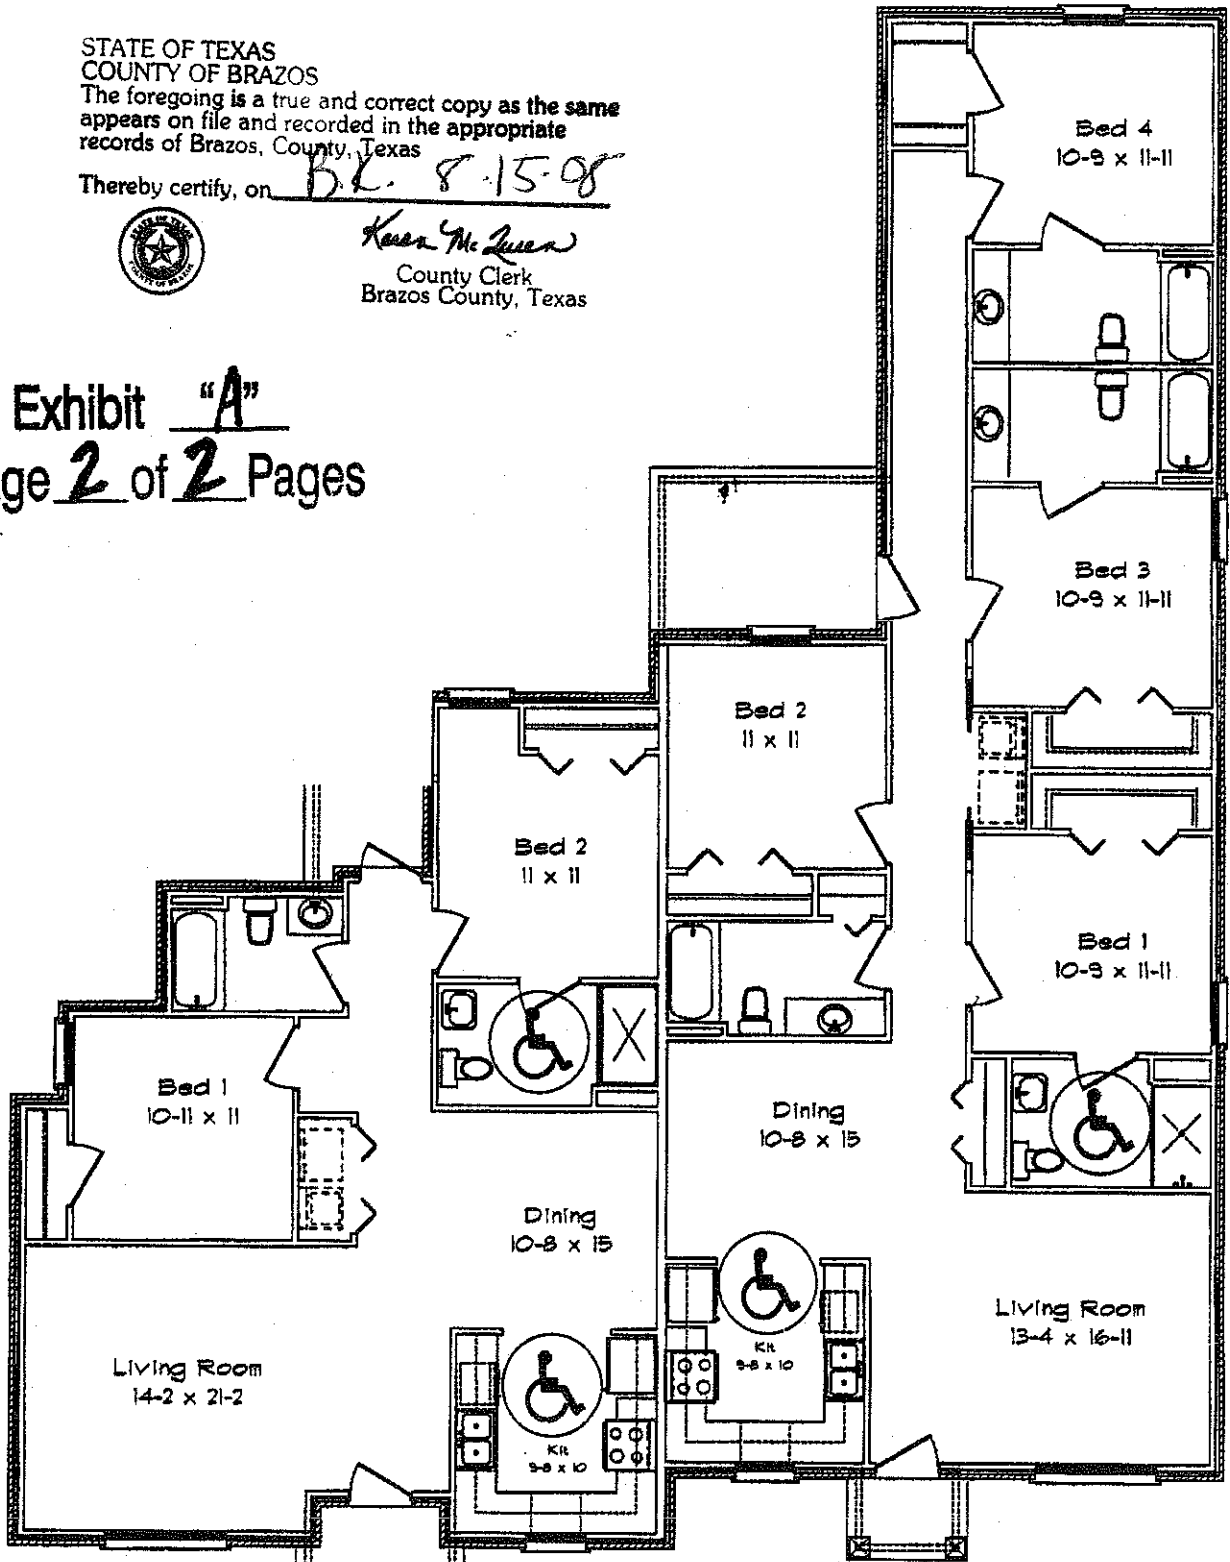 STATE OF TEXAS
COUNTY OF BRAZOS
The foregoing is a true and correct copy as the same
appears on file and recorded in the appropriate
records of Brazos, County, Texas
Thereby certify, on B.K. 8-15-08
Karen McQueen
County Clerk
Brazos County, Texas
Exhibit "A"
ge 2 of 2 Pages
Bed 4
10-9 x 11-11
Bed 3
10-9 x 11-11
Bed 2
11 x 11
Bed 2
11 x 11
Bed 1
10-9 x 11-11
Bed 1
10-11 x 11
Dining
10-8 x 15
Dining
10-8 x 15
Living Room
13-4 x 16-11
Kit
9-8 x 10
Living Room
14-2 x 21-2
Kit
9-8 x 10